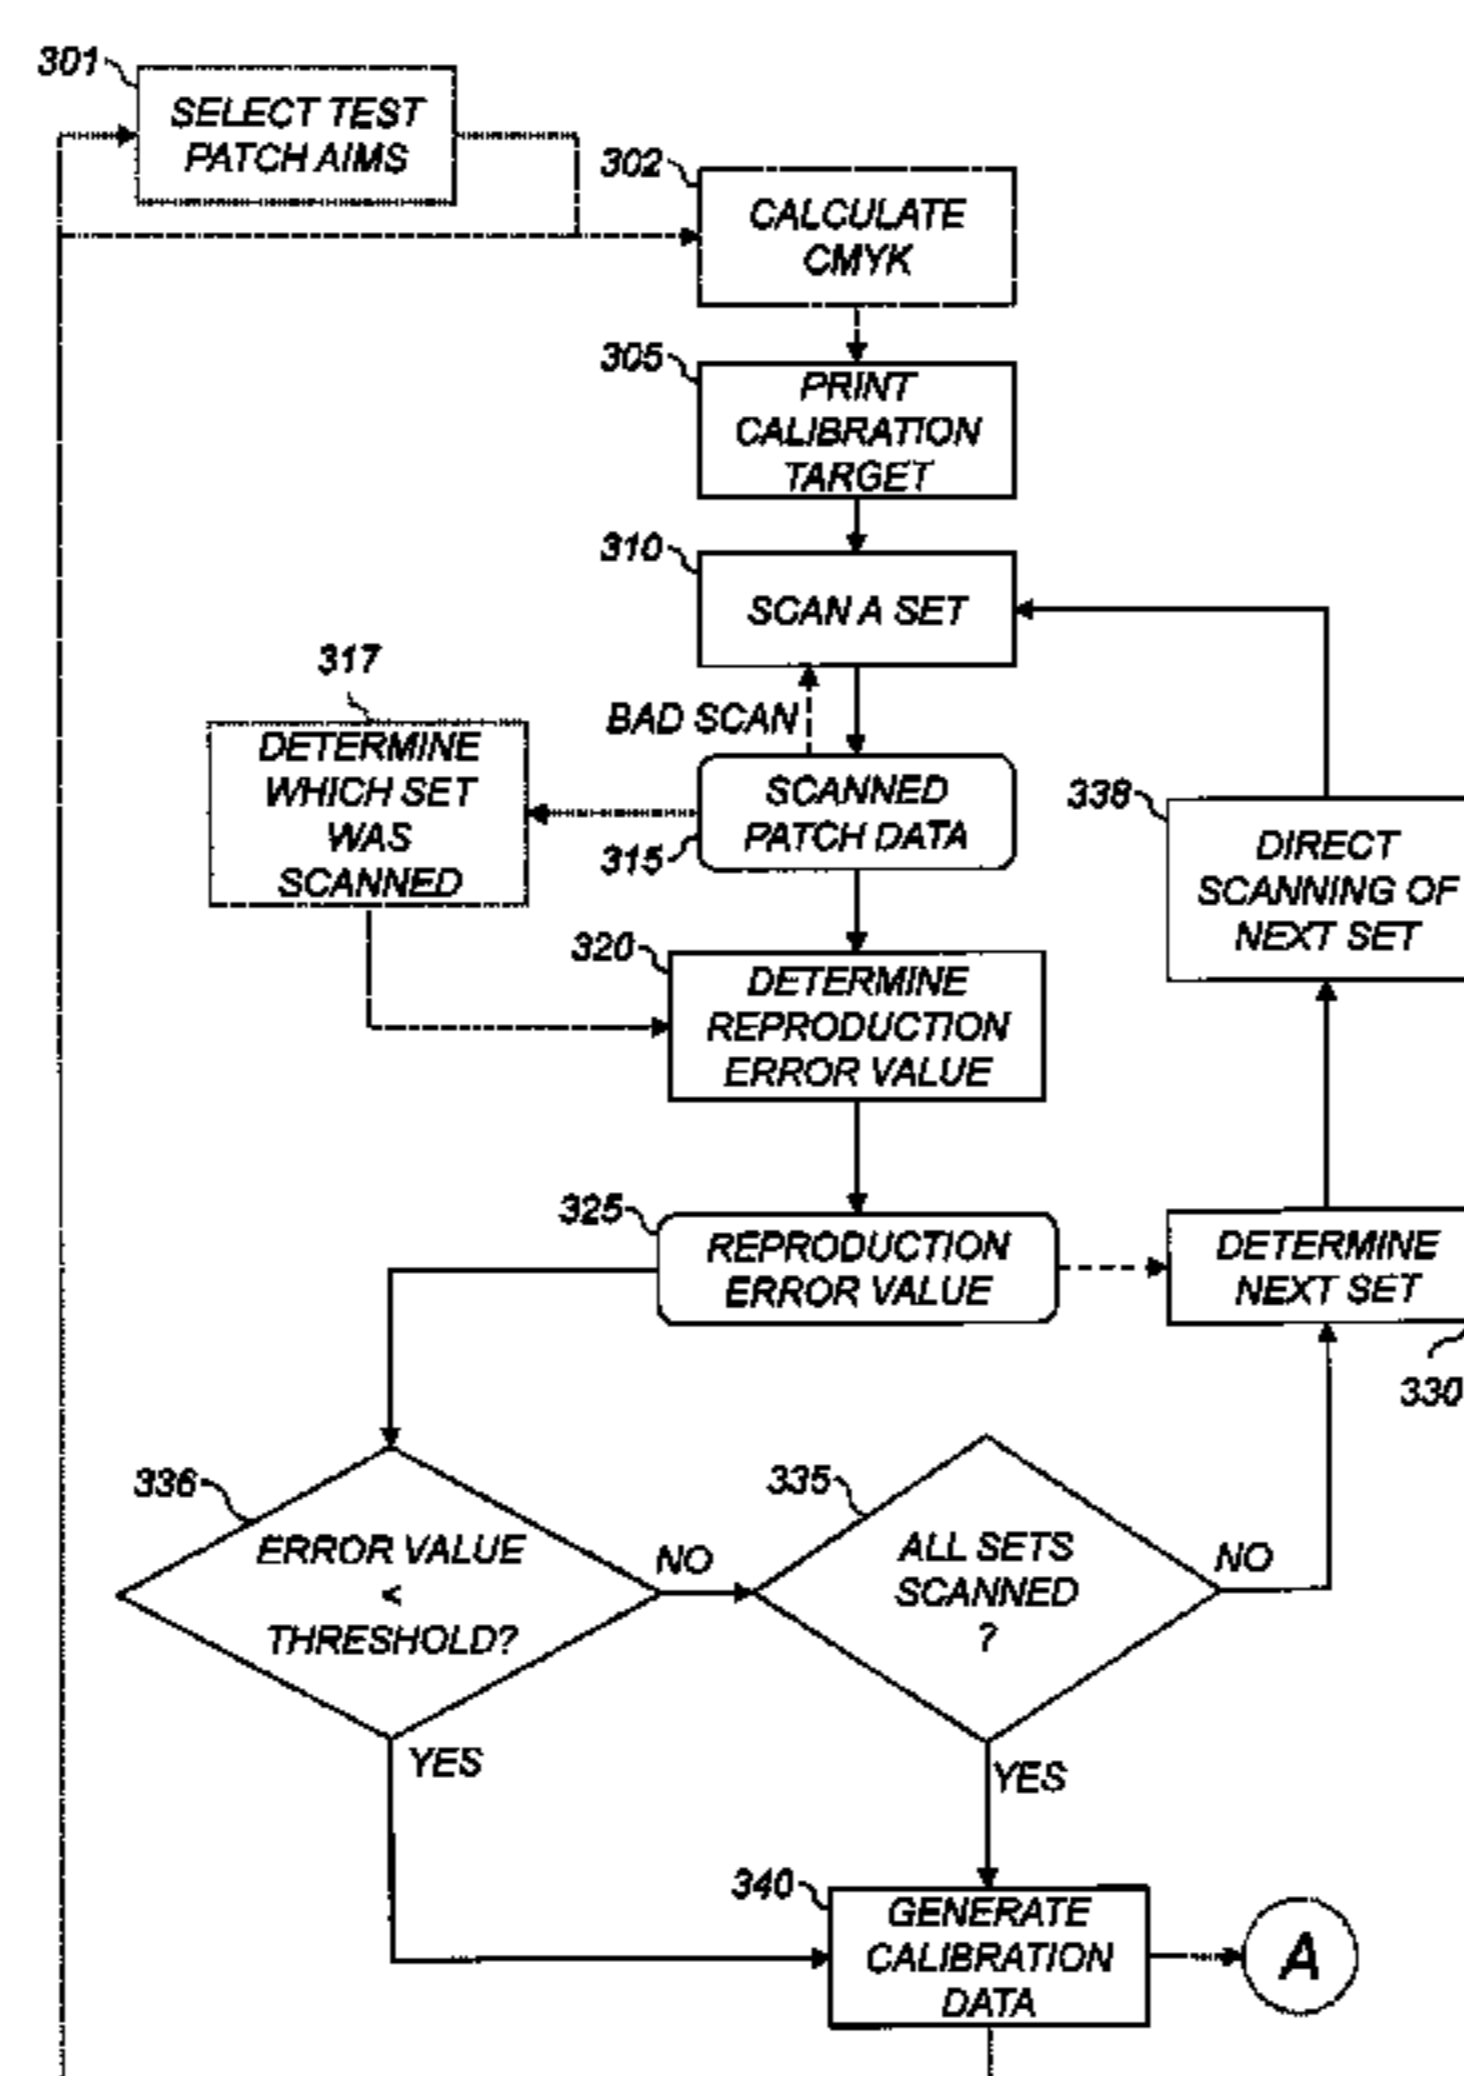 301
SELECT TEST
PATCH AIMS
302
CALCULATE
CMYK
305
PRINT
CALIBRATION
TARGET
310
SCAN A SET
317
BAD SCAN
DETERMINE
WHICH SET
WAS
SCANNED
SCANNED
PATCH DATA
315
338
DIRECT
SCANNING OF
NEXT SET
320
DETERMINE
REPRODUCTION
ERROR VALUE
325
REPRODUCTION
ERROR VALUE
DETERMINE
NEXT SET
330
336
ERROR VALUE
<
THRESHOLD?
NO
335
ALL SETS
SCANNED
?
NO
YES
YES
340
GENERATE
CALIBRATION
DATA
A